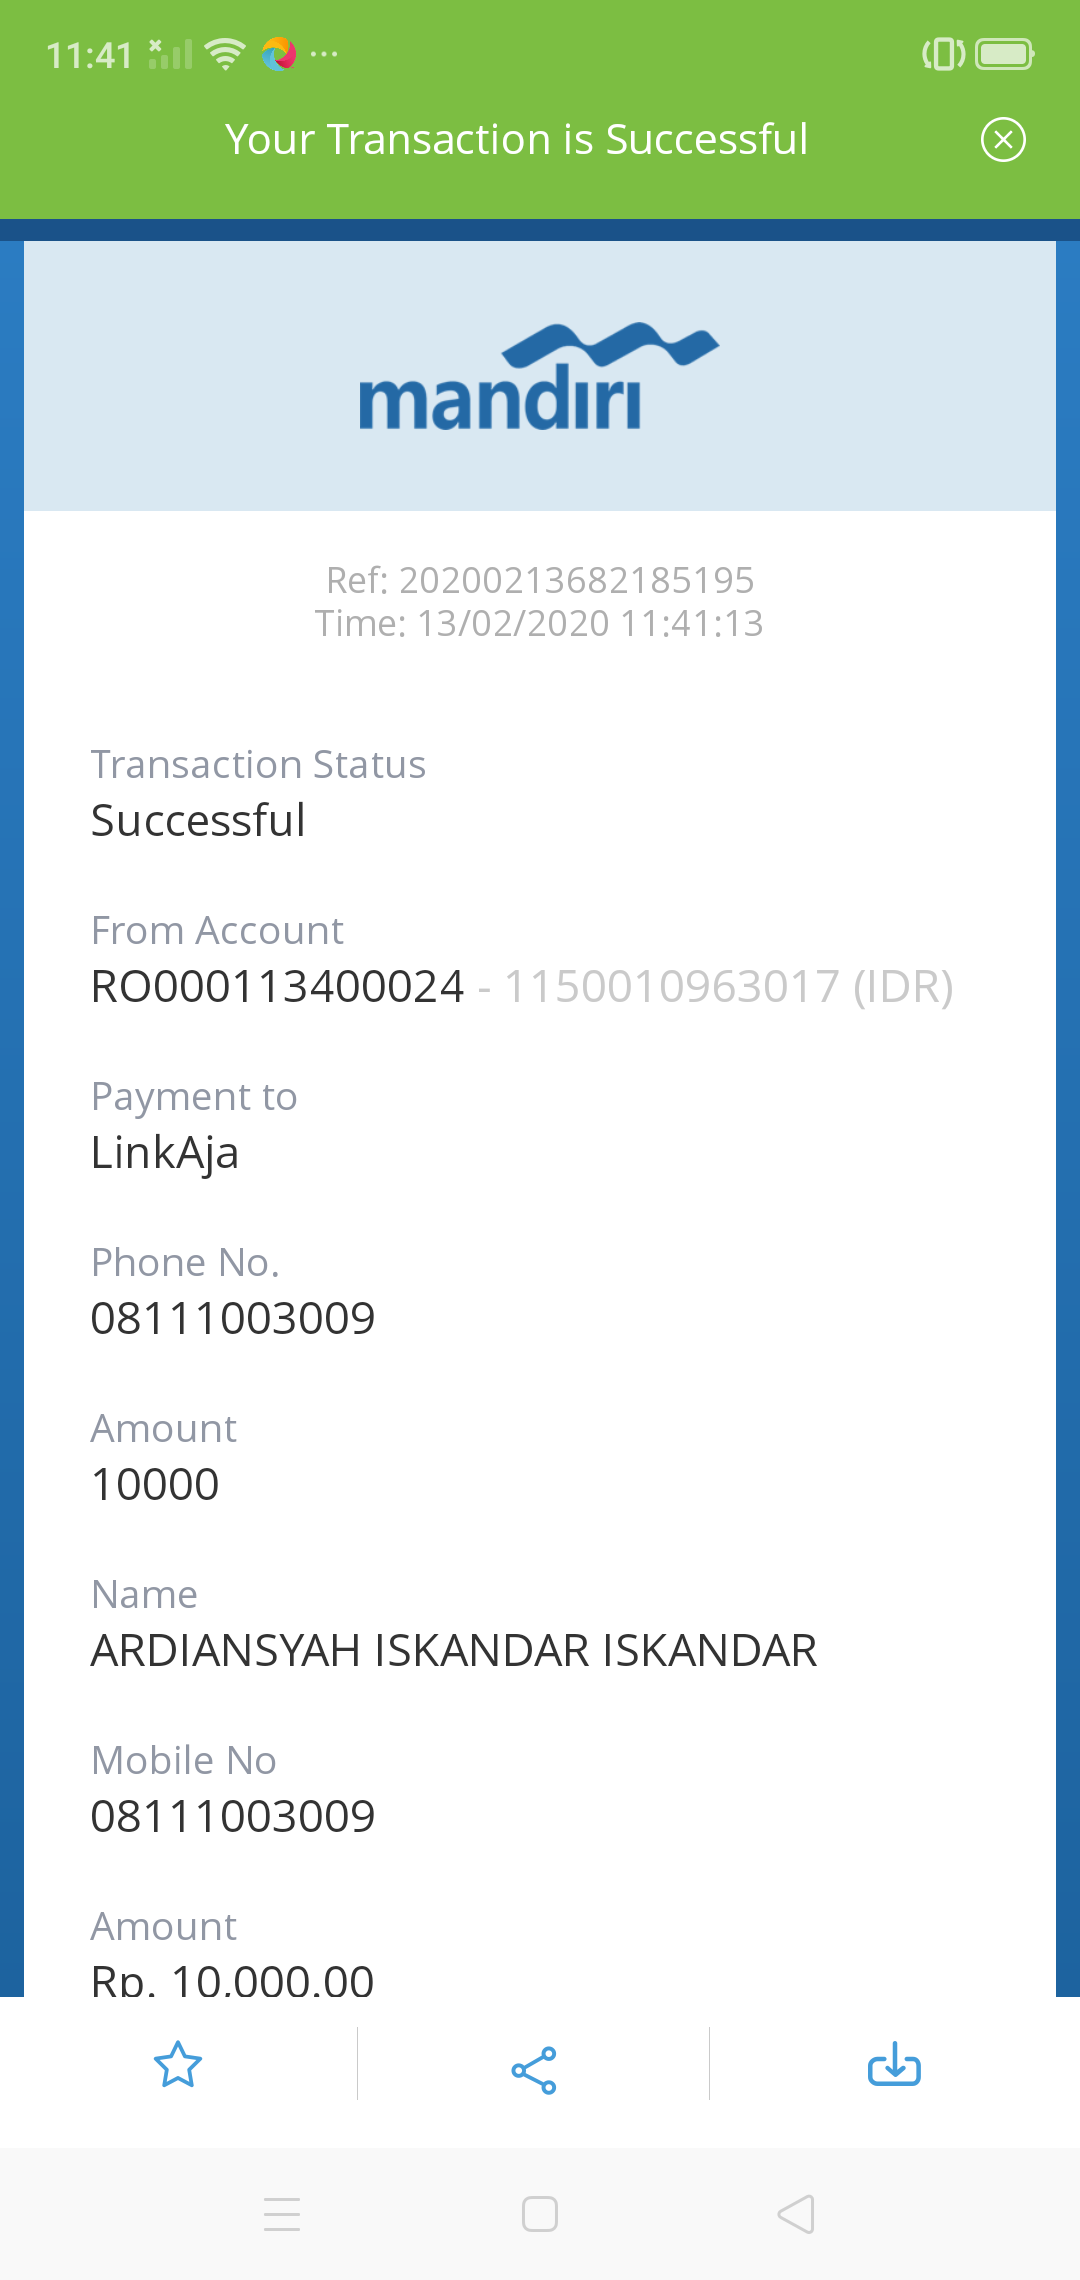 11:41
Your Transaction is Successful
mandırı
Ref: 20200213682185195
Time: 13/02/2020 11:41:13
Transaction Status
Successful
From Account
RO000113400024 - 1150010963017 (IDR)
Payment to
LinkAja
Phone No.
08111003009
Amount
10000
Name
ARDIANSYAH ISKANDAR ISKANDAR
Mobile No
08111003009
Amount
Rp. 10,000.00